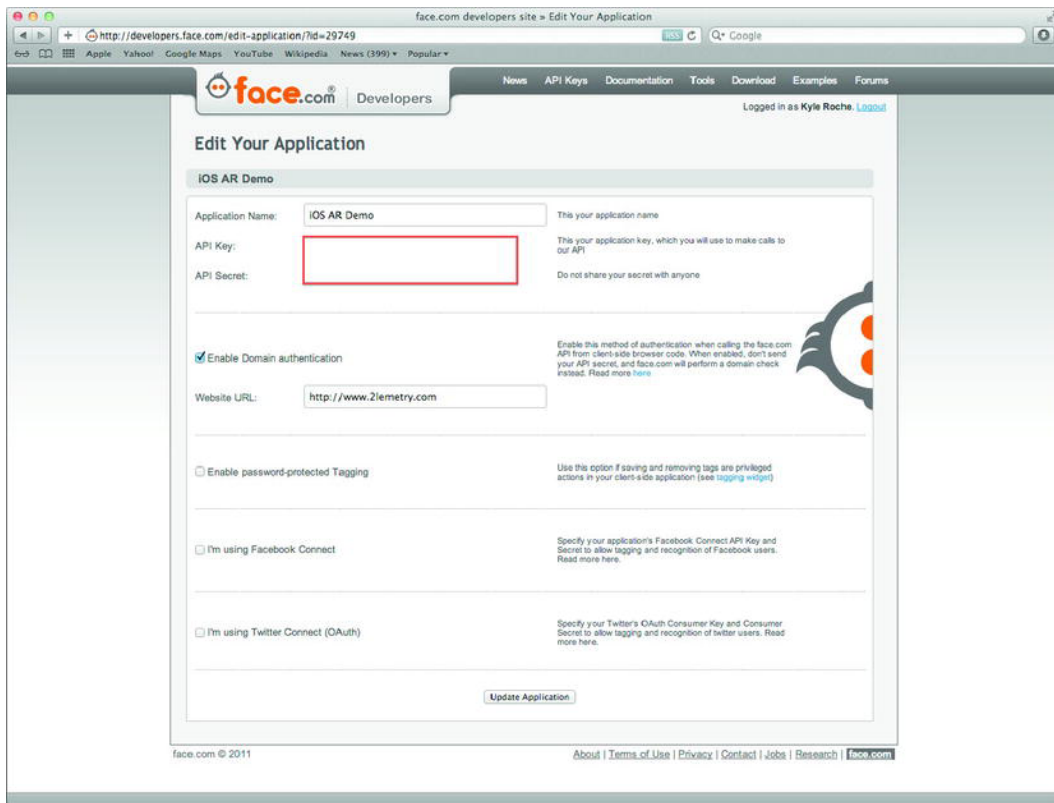 face.com developers site » Edit Your Application
http://developers.face.com/edit-application/?id=29749
RSS
Google
Apple Yahoo! Google Maps YouTube Wikipedia News (399) Popular
face.com® Developers
News API Keys Documentation Tools Download Examples Forums
Logged in as Kyle Roche. Logout
Edit Your Application
iOS AR Demo
Application Name: iOS AR Demo This your application name
API Key: This your application key, which you will use to make calls to
our API
API Secret: Do not share your secret with anyone
Enable Domain authentication
Enable this method of authentication when calling the face.com
API from client-side browser code. When enabled, don't send
your API secret, and face.com will perform a domain check
instead. Read more here
Website URL: http://www.2lemetry.com
Enable password-protected Tagging
Use this option if saving and removing tags are privileged
actions in your client-side application (see tagging widget)
I'm using Facebook Connect
Specify your application's Facebook Connect API Key and
Secret to allow tagging and recognition of Facebook users.
Read more here.
I'm using Twitter Connect (OAuth)
Specify your Twitter's OAuth Consumer Key and Consumer
Secret to allow tagging and recognition of twitter users. Read
more here.
Update Application
face.com © 2011
About | Terms of Use | Privacy | Contact | Jobs | Research | face.com